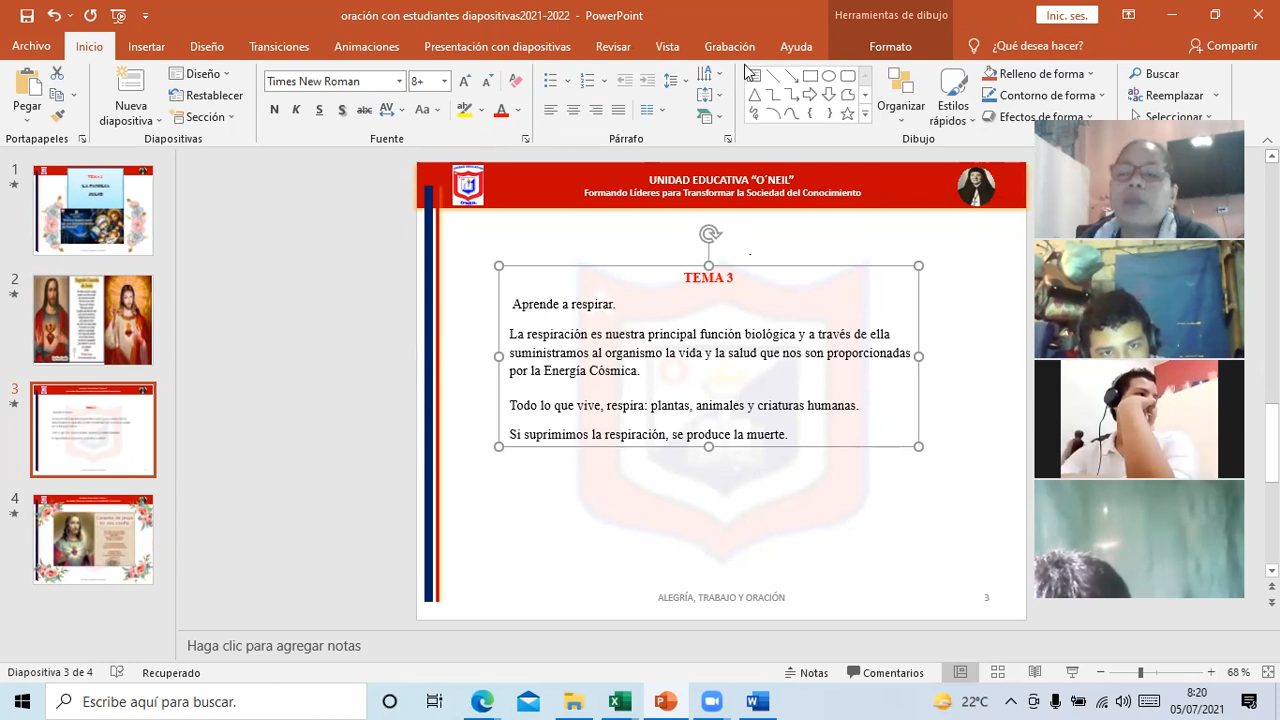 oración con estudiantes diapositivas2021-2022 - PowerPoint
Herramientas de dibujo
Inic. ses.
Archivo Inicio Insertar Diseño Transiciones Animaciones Presentación con diapositivas Revisar Vista Grabación Ayuda Formato ¿Qué desea hacer? Compartir
Pegar
Nueva diapositiva
Diseño
Restablecer
Sección
Times New Roman 8+
N K S S abc AV Aa A
Organizar
Estilos rápidos
Relleno de forma
Contorno de forma
Efectos de forma
Buscar
Reemplazar
Seleccionar
Portapapeles Diapositivas Fuente Párrafo Dibujo
1
2
3
4
UNIDAD EDUCATIVA “O´NEIL”
Formando Líderes para Transformar la Sociedad del Conocimiento
TEMA 3
Aprende a respirar.
La respiración es nuestra principal función biológica y a través de ella
suministramos al organismo la vida y la salud que nos son proporcionadas
por la Energía Cósmica.
Todo lo que vive, respira: plantas, animales y criaturas humanas.
Si suprimimos la respiración, se produce la muerte.
ALEGRÍA, TRABAJO Y ORACIÓN 3
Haga clic para agregar notas
Diapositiva 3 de 4 Recuperado Notas Comentarios 68 %
Escribe aquí para buscar.
22°C
8:20
05/07/2021